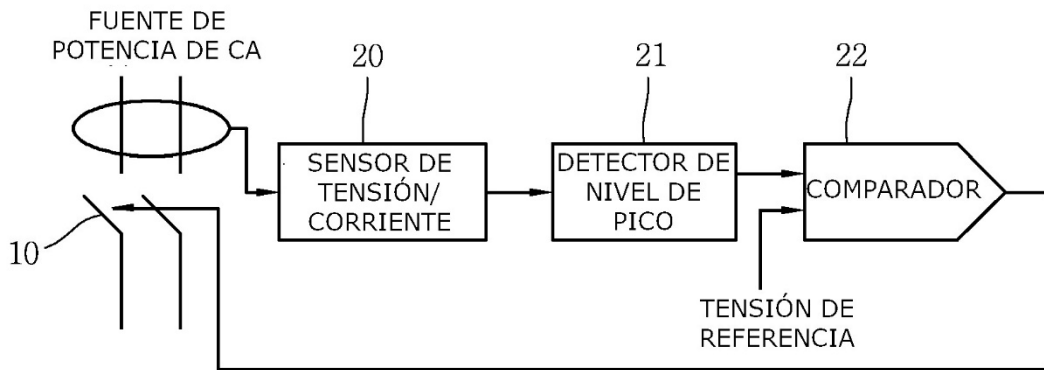 FUENTE DE
POTENCIA DE CA
20
21
22
SENSOR DE
TENSIÓN/
CORRIENTE
DETECTOR DE
NIVEL DE
PICO
COMPARADOR
10
TENSIÓN DE
REFERENCIA